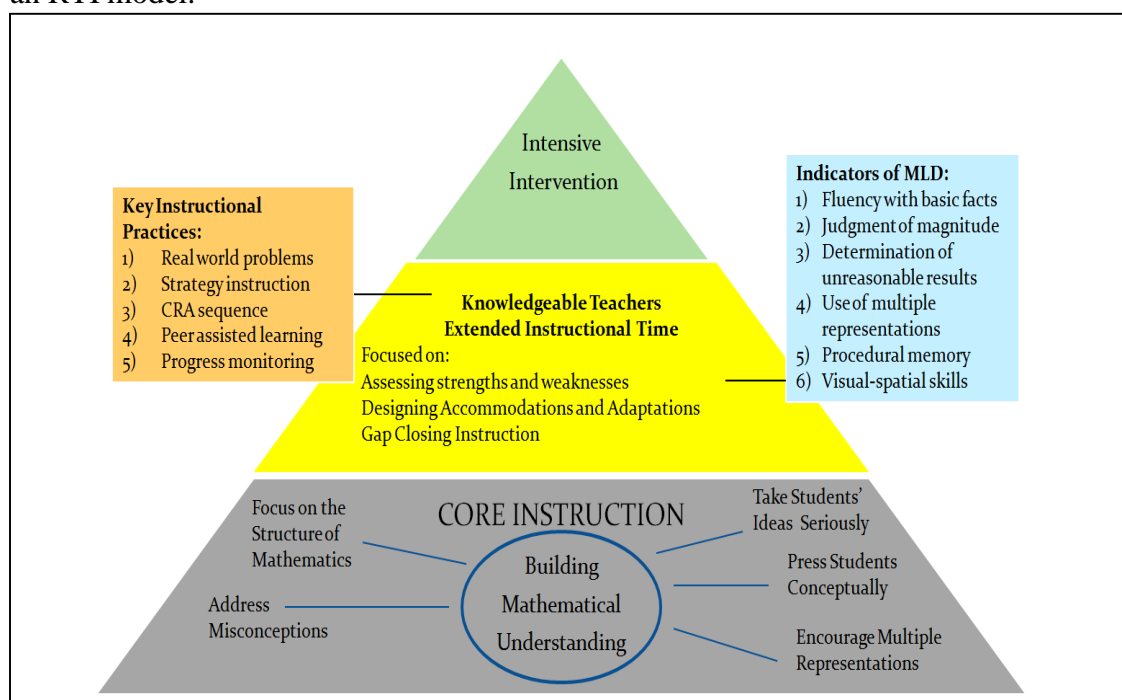 an RTI model.
Intensive
Intervention
Key Instructional
Practices:
1) Real world problems
2) Strategy instruction
3) CRA sequence
4) Peer assisted learning
5) Progress monitoring
Indicators of MLD:
1) Fluency with basic facts
2) Judgment of magnitude
3) Determination of
unreasonable results
4) Use of multiple
representations
5) Procedural memory
6) Visual-spatial skills
Knowledgeable Teachers
Extended Instructional Time
Focused on:
Assessing strengths and weaknesses
Designing Accommodations and Adaptations
Gap Closing Instruction
CORE INSTRUCTION
Focus on the
Structure of
Mathematics
Address
Misconceptions
Building
Mathematical
Understanding
Take Students'
Ideas Seriously
Press Students
Conceptually
Encourage Multiple
Representations